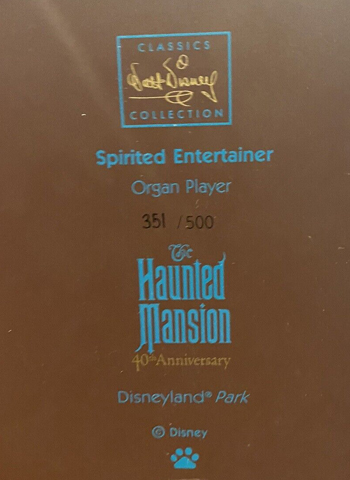 CLASSICS
Walt Disney
COLLECTION
Spirited Entertainer
Organ Player
351 / 500
The
Haunted
Mansion
40th Anniversary
Disneyland® Park
© Disney